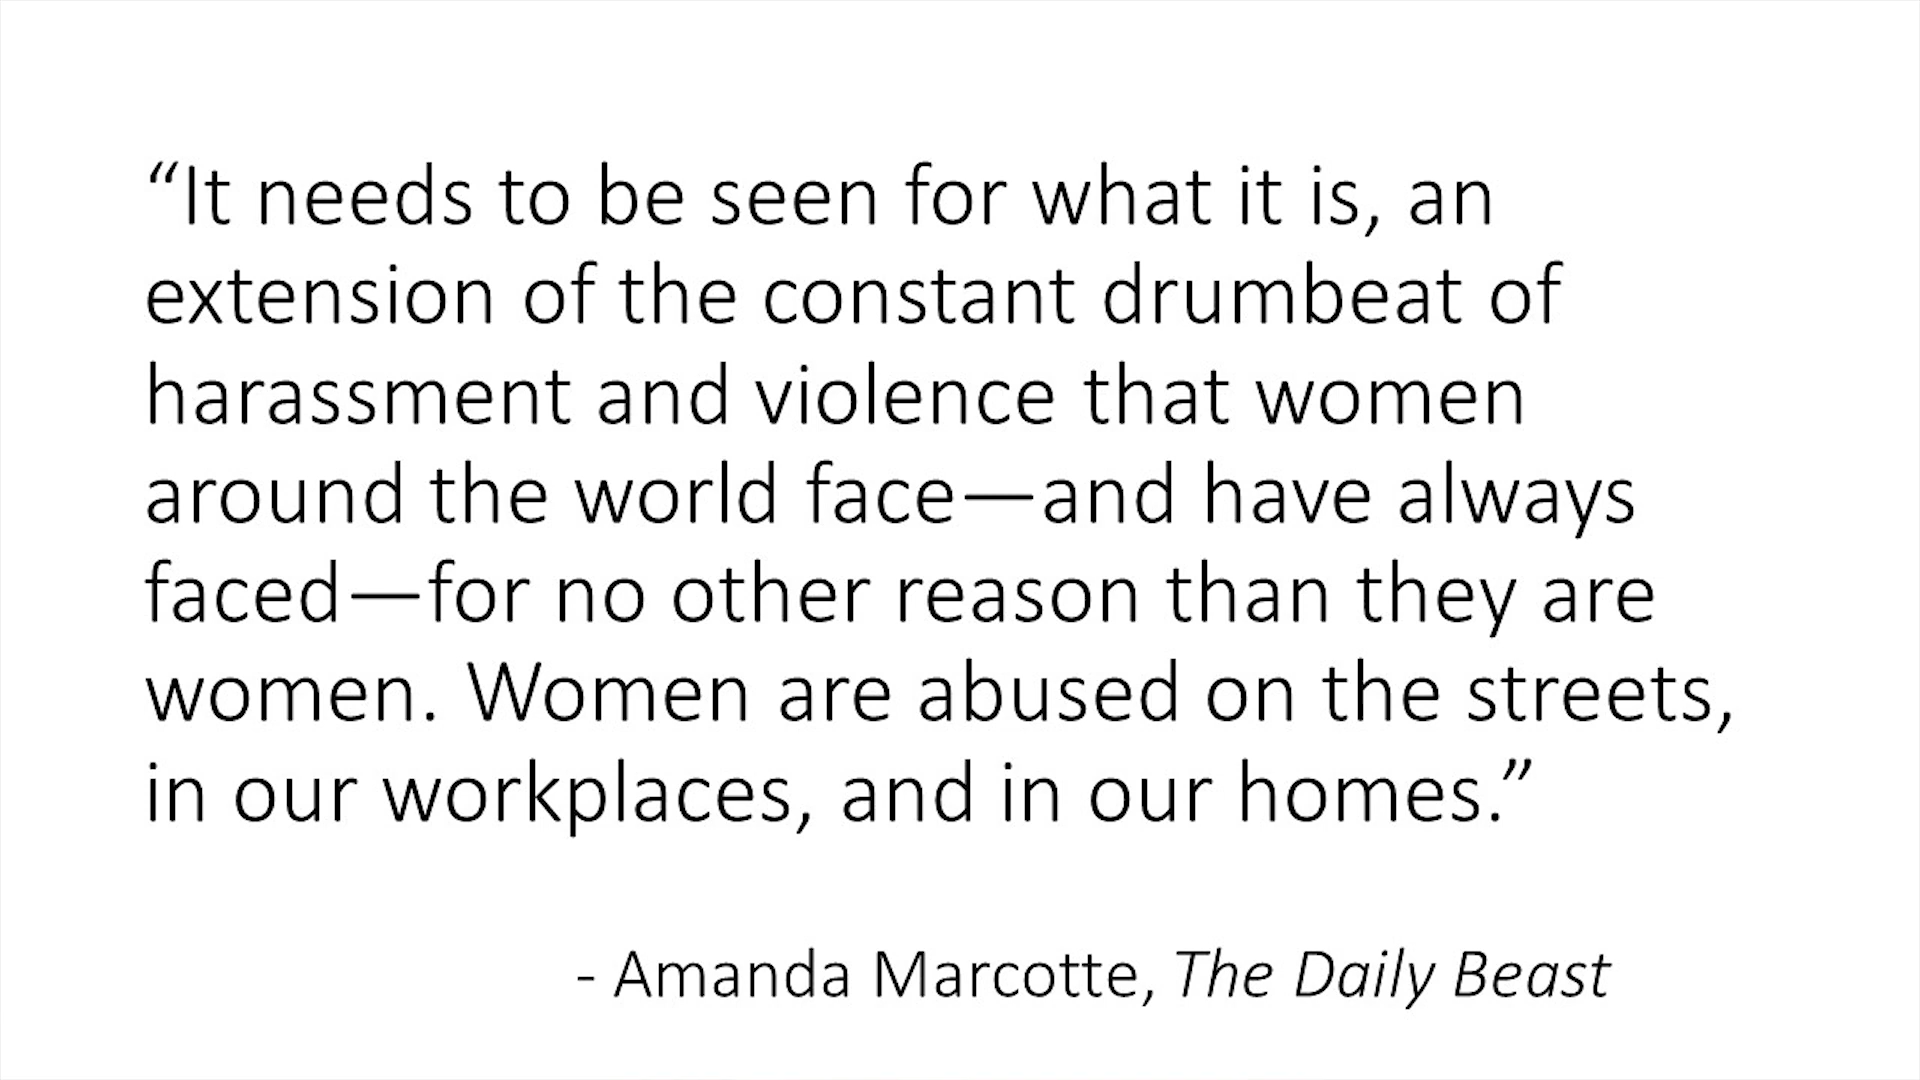 “It needs to be seen for what it is, an
extension of the constant drumbeat of
harassment and violence that women
around the world face—and have always
faced—for no other reason than they are
women. Women are abused on the streets,
in our workplaces, and in our homes.”
- Amanda Marcotte, The Daily Beast